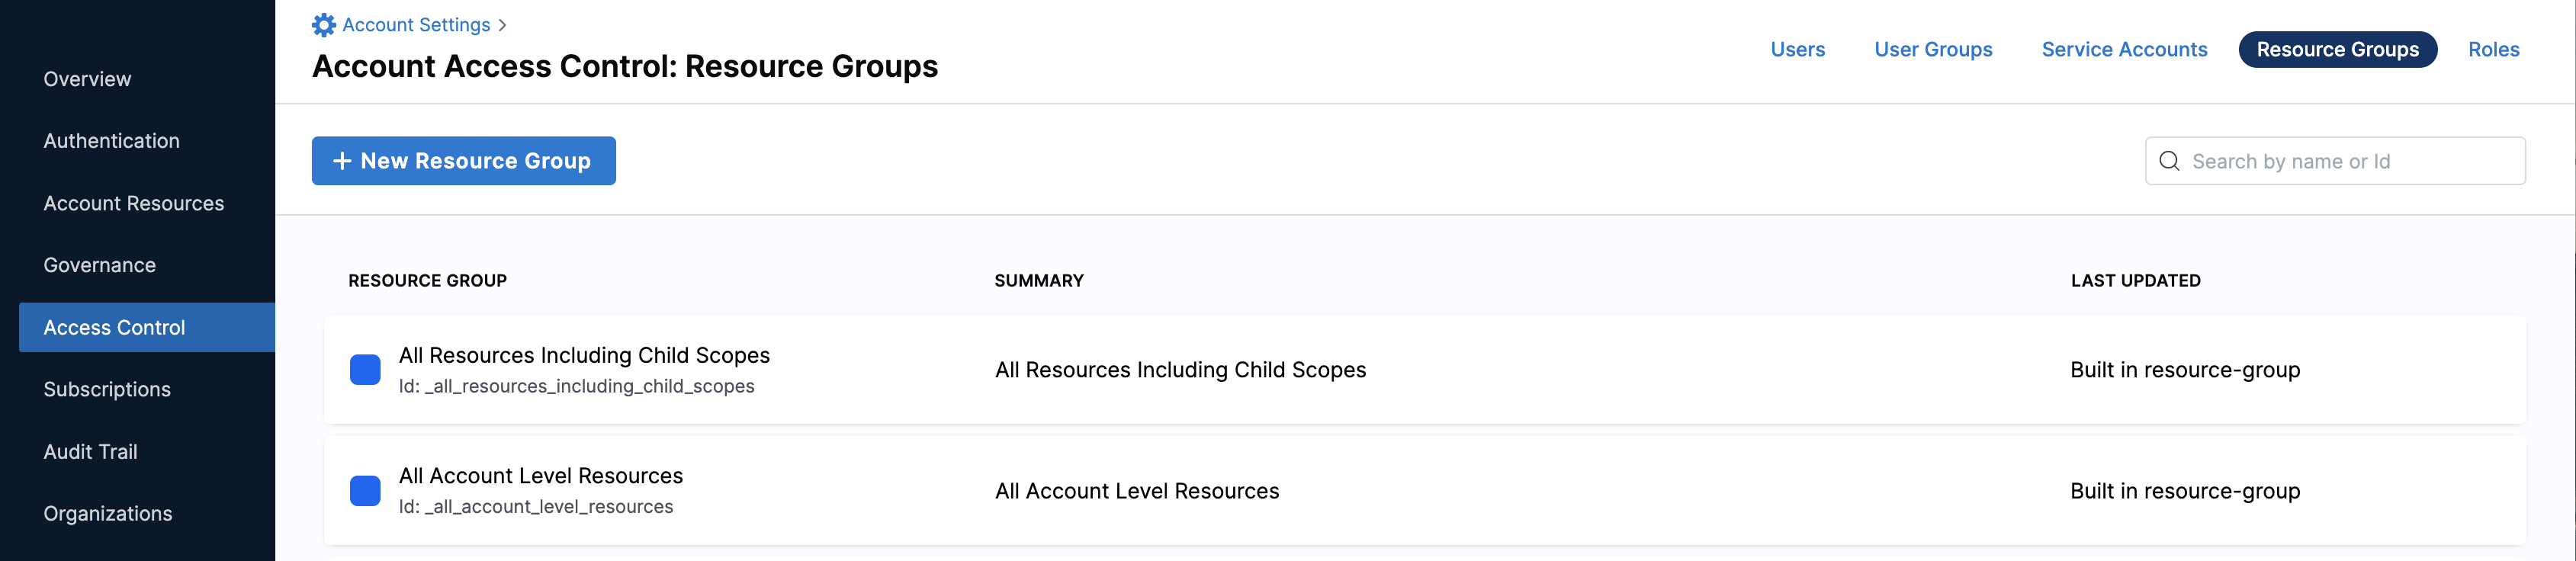 Overview
Authentication
Account Resources
Governance
Access Control
Subscriptions
Audit Trail
Organizations
Account Settings
Account Access Control: Resource Groups
Users
User Groups
Service Accounts
Resource Groups
Roles
+ New Resource Group
Search by name or Id
RESOURCE GROUP
SUMMARY
LAST UPDATED
All Resources Including Child Scopes
Id: _all_resources_including_child_scopes
All Resources Including Child Scopes
Built in resource-group
All Account Level Resources
Id: _all_account_level_resources
All Account Level Resources
Built in resource-group